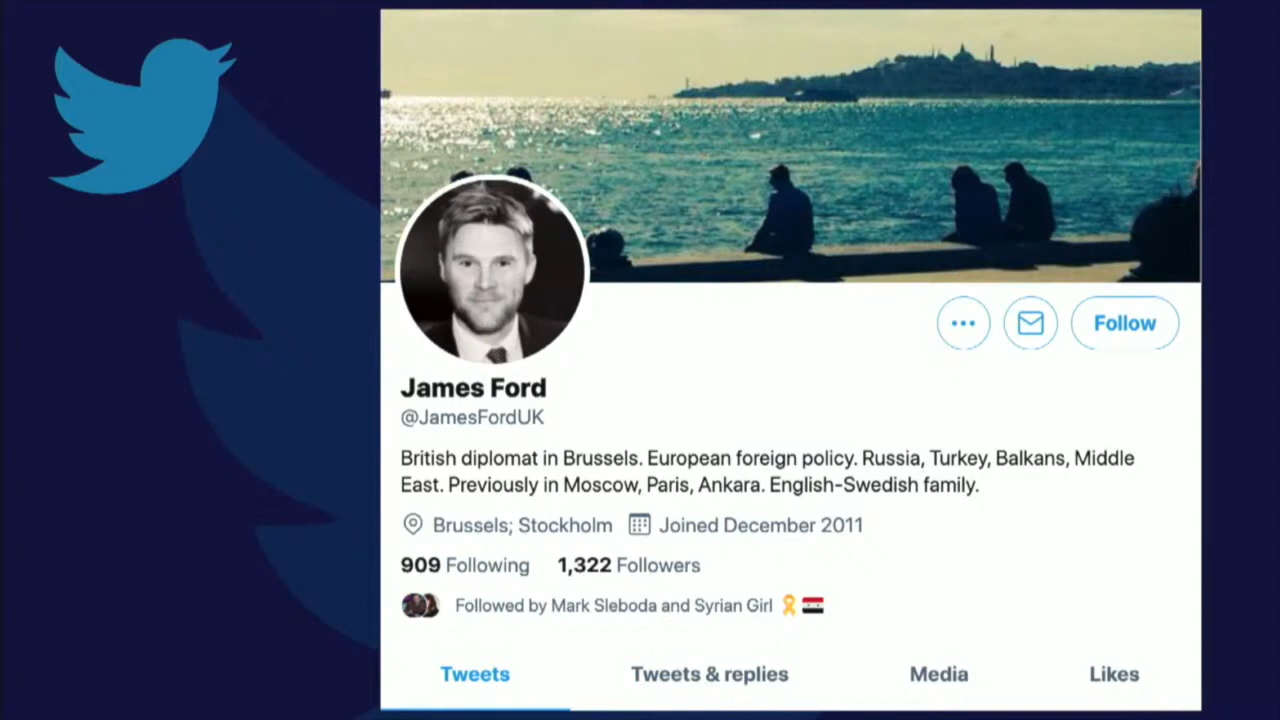 Follow
James Ford
@JamesFordUK
British diplomat in Brussels. European foreign policy. Russia, Turkey, Balkans, Middle
East. Previously in Moscow, Paris, Ankara. English-Swedish family.
Brussels; Stockholm Joined December 2011
909 Following 1,322 Followers
Followed by Mark Sleboda and Syrian Girl
Tweets Tweets & replies Media Likes